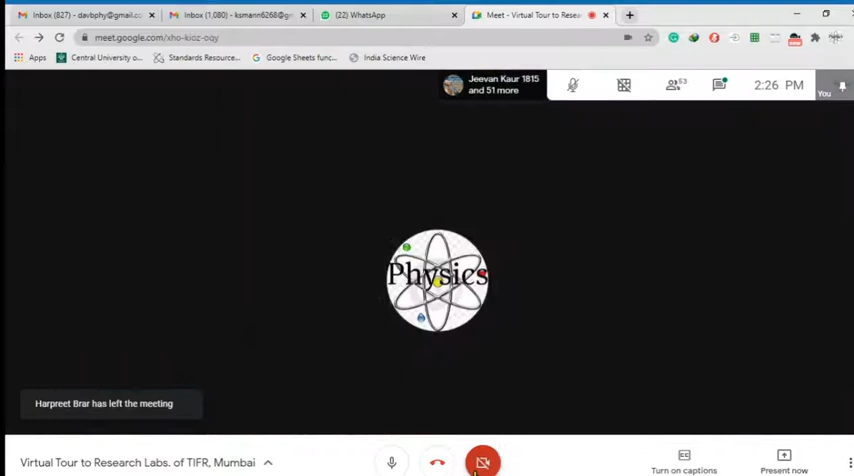 Inbox (827) - davbphy@gmail.co
Inbox (1,080) - ksmann6268@gm
(22) WhatsApp
Meet - Virtual Tour to Resear
meet.google.com/xho-kioz-oqy
Apps
Central University o...
Standards Resource...
Google Sheets func...
India Science Wire
Jeevan Kaur 1815
and 51 more
53
2:26 PM
You
Physics
Harpreet Brar has left the meeting
Virtual Tour to Research Labs. of TIFR, Mumbai
Turn on captions
Present now